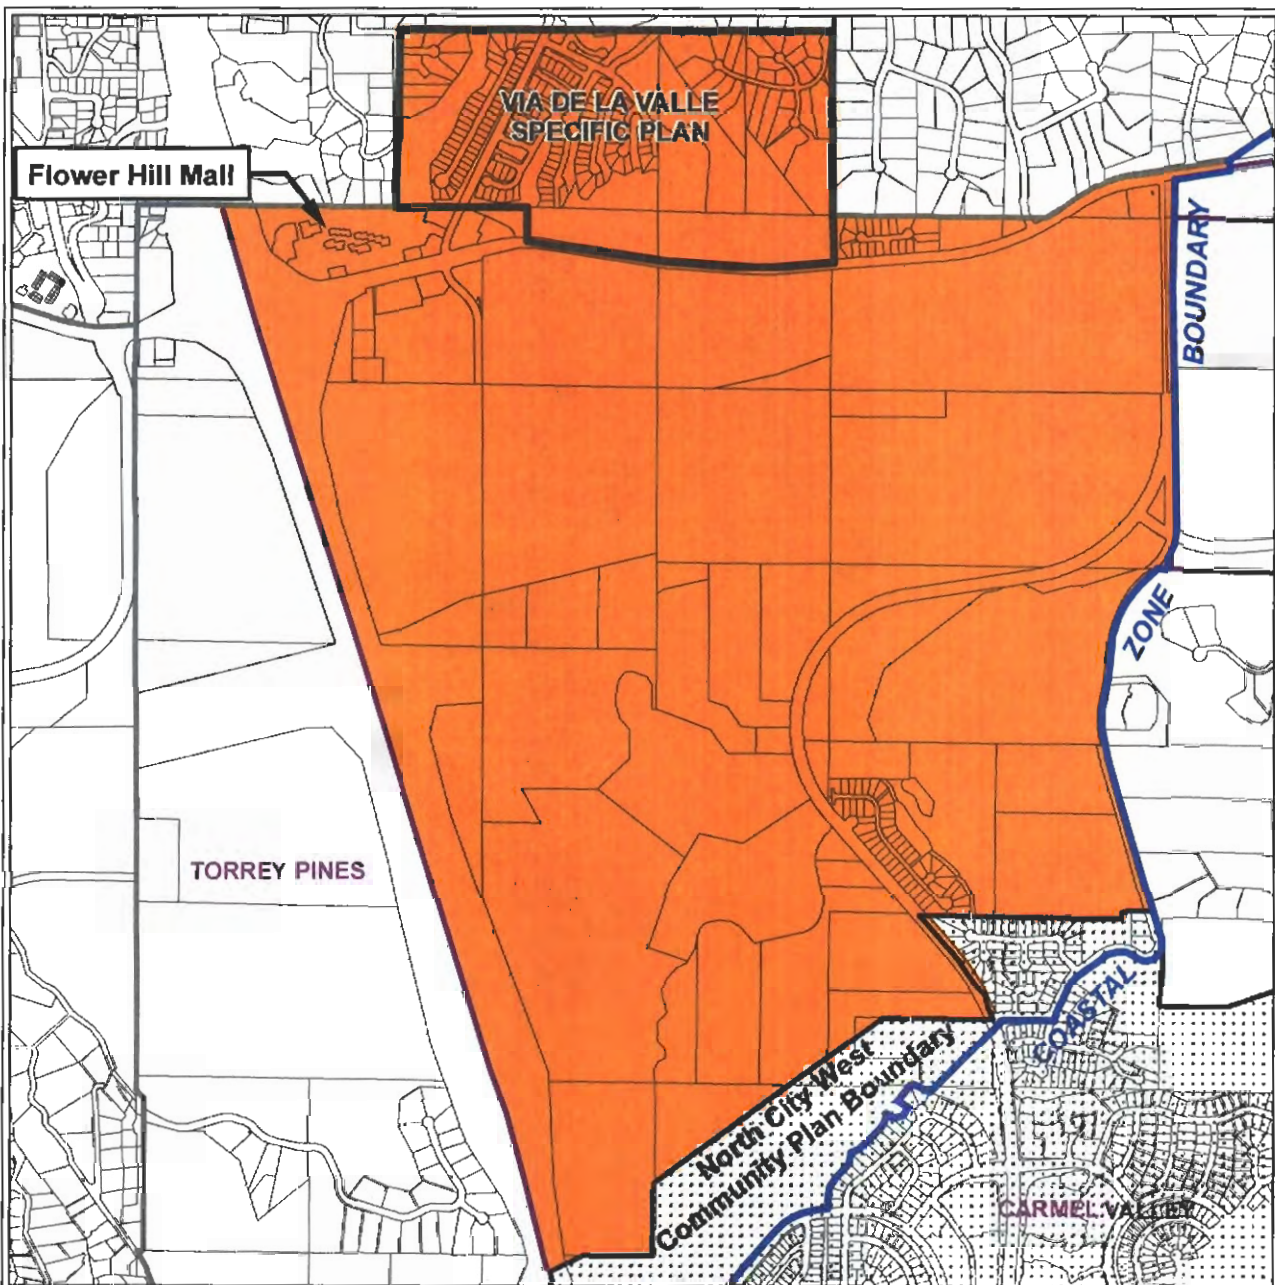 VIA DE LA VALLE
SPECIFIC PLAN
Flower Hill Mall
BOUNDARY
ZONE
TORREY PINES
COASTAL
North City West
Community Plan Boundary
CARMEL VALLEY